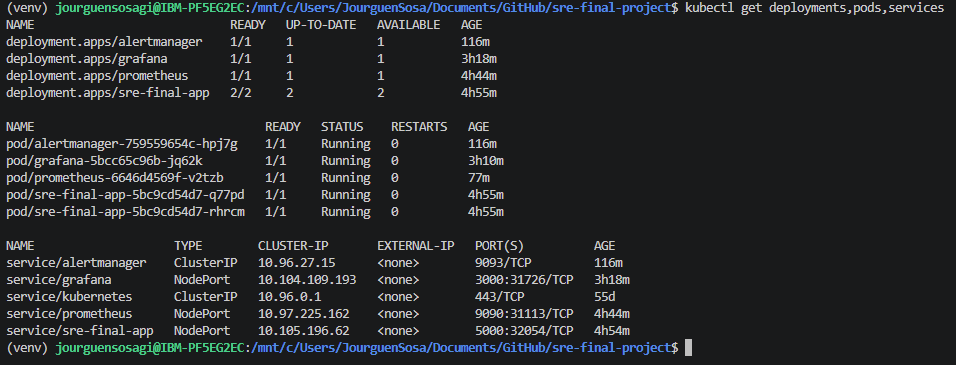 (venv) jourguensosagi@IBM-PF5EG2EC:/mnt/c/Users/JourguenSosa/Documents/GitHub/sre-final-project$ kubectl get deployments,pods,services
NAME READY UP-TO-DATE AVAILABLE AGE
deployment.apps/alertmanager 1/1 1 1 116m
deployment.apps/grafana 1/1 1 1 3h18m
deployment.apps/prometheus 1/1 1 1 4h44m
deployment.apps/sre-final-app 2/2 2 2 4h55m
NAME READY STATUS RESTARTS AGE
pod/alertmanager-759559654c-hpj7g 1/1 Running 0 116m
pod/grafana-5bcc65c96b-jq62k 1/1 Running 0 3h10m
pod/prometheus-6646d4569f-v2tzb 1/1 Running 0 77m
pod/sre-final-app-5bc9cd54d7-q77pd 1/1 Running 0 4h55m
pod/sre-final-app-5bc9cd54d7-rhrcm 1/1 Running 0 4h55m
NAME TYPE CLUSTER-IP EXTERNAL-IP PORT(S) AGE
service/alertmanager ClusterIP 10.96.27.15 <none> 9093/TCP 116m
service/grafana NodePort 10.104.109.193 <none> 3000:31726/TCP 3h18m
service/kubernetes ClusterIP 10.96.0.1 <none> 443/TCP 55d
service/prometheus NodePort 10.97.225.162 <none> 9090:31113/TCP 4h44m
service/sre-final-app NodePort 10.105.196.62 <none> 5000:32054/TCP 4h54m
(venv) jourguensosagi@IBM-PF5EG2EC:/mnt/c/Users/JourguenSosa/Documents/GitHub/sre-final-project$